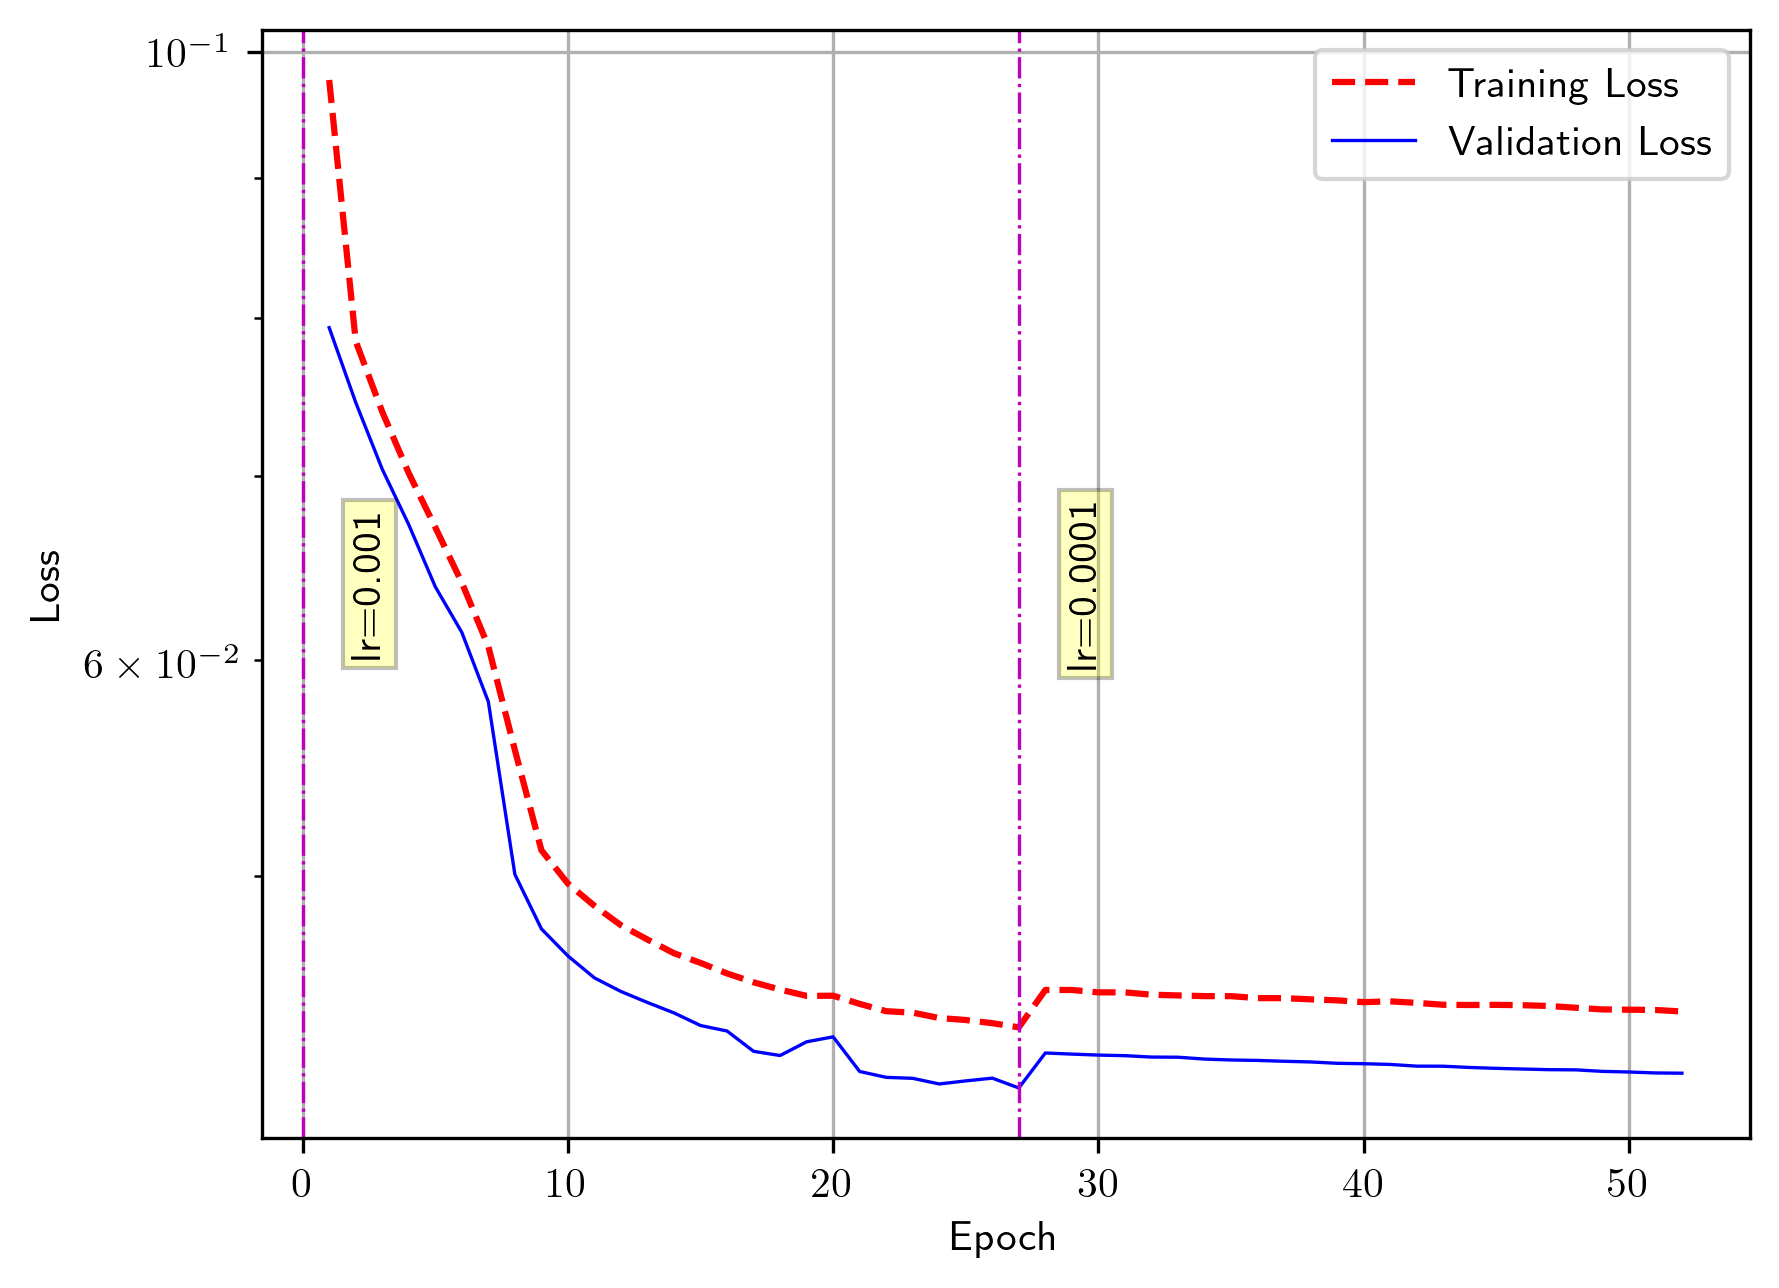 10⁻¹
Training Loss
Validation Loss
lr=0.001
lr=0.0001
Loss
6 × 10⁻²
0 10 20 30 40 50
Epoch